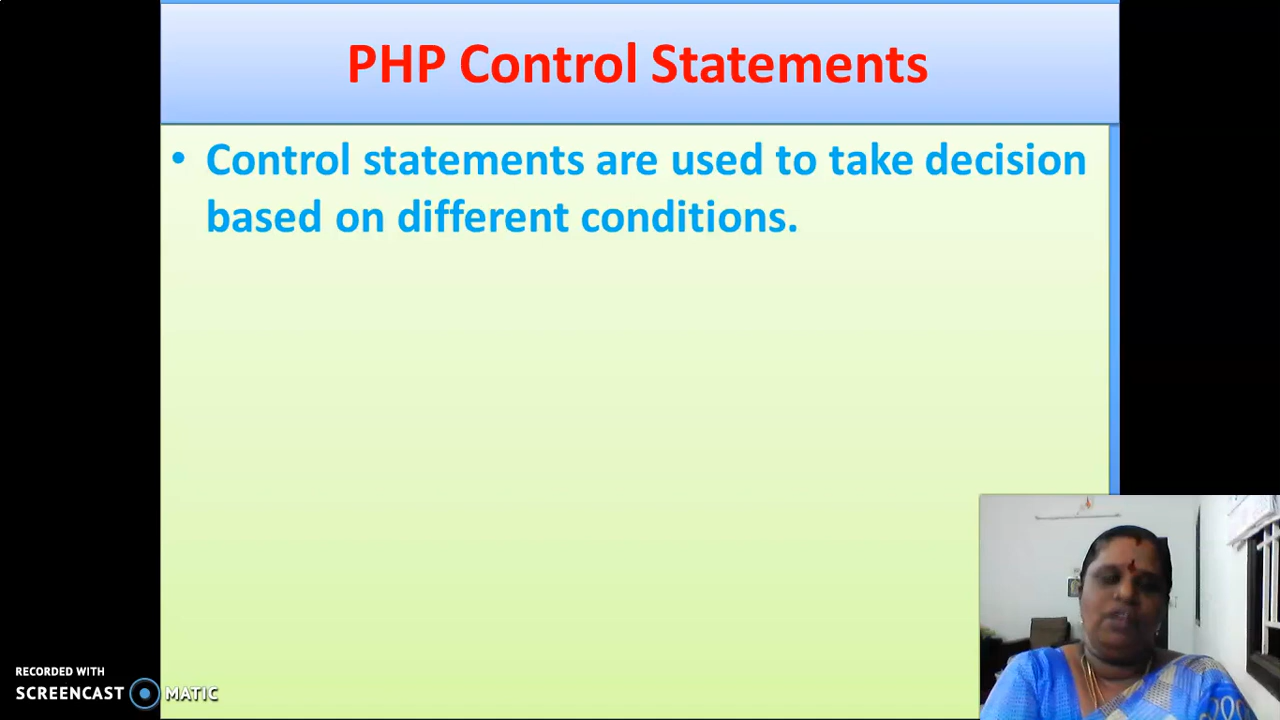 PHP Control Statements
• Control statements are used to take decision
based on different conditions.
RECORDED WITH
SCREENCAST MATIC